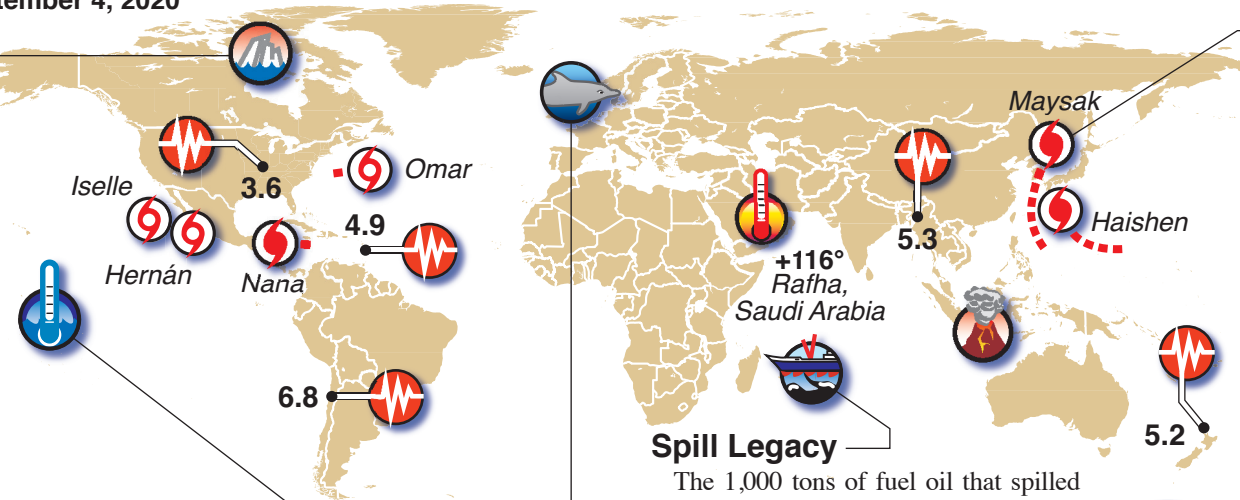 tember 4, 2020
Maysak
Omar
3.6
Iselle
4.9
Haishen
5.3
+116°
Rafha,
Saudi Arabia
Hernán
Nana
6.8
5.2
Spill Legacy
The 1,000 tons of fuel oil that spilled